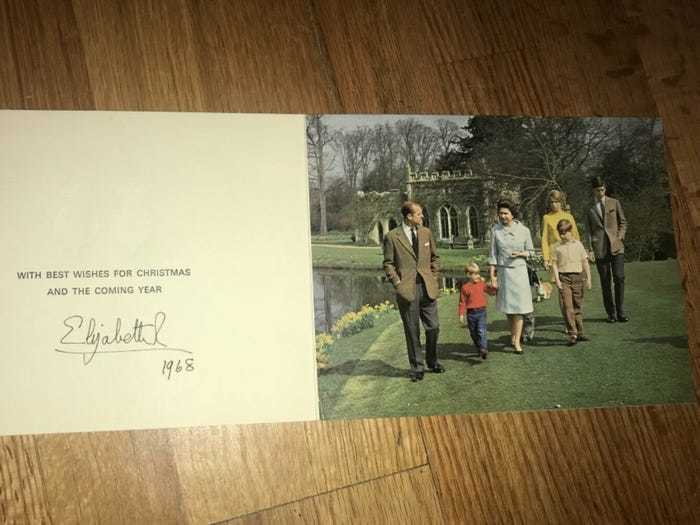 WITH BEST WISHES FOR CHRISTMAS
AND THE COMING YEAR
Elizabeth R
1968